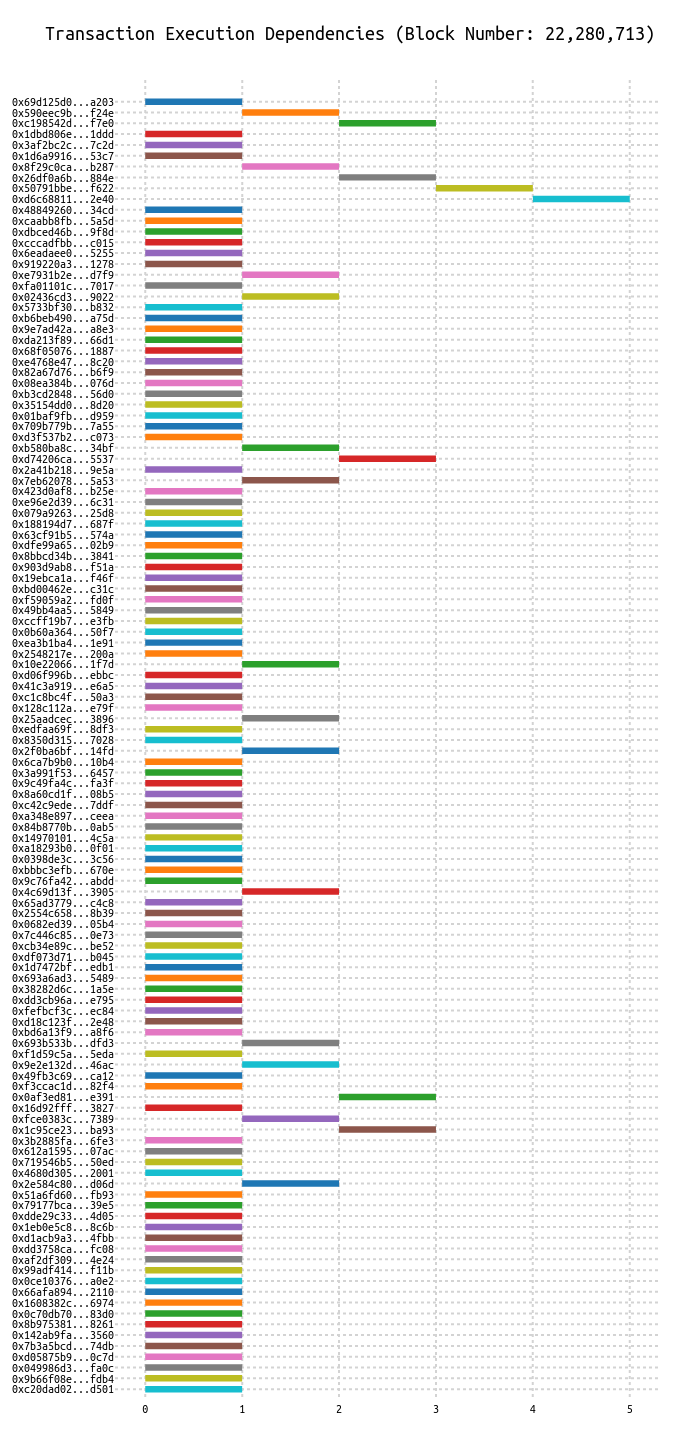 Transaction Execution Dependencies (Block Number: 22,280,713)
0x69d125d0...a203
0x590eec9b...f24e
0xc198542d...f7e0
0x1dbd806e...1ddd
0x3af2bc2c...7c2d
0x1d6a9916...53c7
0x8f29c0ca...b287
0x26df0a6b...884e
0x50791bbe...f622
0xd6c68811...2e40
0x48849260...34cd
0xcaabb8fb...5a5d
0xdbced46b...9f8d
0xcccadfbb...c015
0x6eadaee0...5255
0x919220a3...1278
0xe7931b2e...d7f9
0xfa01101c...7017
0x02436cd3...9022
0x5733bf30...b832
0xb6beb490...a75d
0x9e7ad42a...a8e3
0xda213f89...66d1
0x68f05076...1887
0xe4768e47...8c20
0x82a67d76...b6f9
0x08ea384b...076d
0xb3cd2848...56d0
0x35154dd0...8d20
0x01baf9fb...d959
0x709b779b...7a55
0xd3f537b2...c073
0xb580ba8c...34bf
0xd74206ca...5537
0x2a41b218...9e5a
0x7eb62078...5a53
0x423d0af8...b25e
0xe96e2d39...6c31
0x079a9263...25d8
0x188194d7...687f
0x63cf91b5...574a
0xdfe99a65...02b9
0x8bbcd34b...3841
0x903d9ab8...f51a
0x19ebca1a...f46f
0xbd00462e...c31c
0xf59059a2...fd0f
0x49bb4aa5...5849
0xccff19b7...e3fb
0x0b60a364...50f7
0xea3b1ba4...1e91
0x2548217e...200a
0x10e22066...1f7d
0xd06f996b...ebbc
0x41c3a919...e6a5
0xc1c8bc4f...50a3
0x128c112a...e79f
0x25aadcec...3896
0xedfaa69f...8df3
0x8350d315...7028
0x2f0ba6bf...14fd
0x6ca7b9b0...10b4
0x3a991f53...6457
0x9c49fa4c...fa3f
0x8a60cd1f...08b5
0xc42c9ede...7ddf
0xa348e897...ceea
0x84b8770b...0ab5
0x14970101...4c5a
0xa18293b0...0f01
0x0398de3c...3c56
0xbbbc3efb...670e
0x9c76fa42...abdd
0x4c69d13f...3905
0x65ad3779...c4c8
0x2554c658...8b39
0x0682ed39...05b4
0x7c446c85...0e73
0xcb34e89c...be52
0xdf073d71...b045
0x1d7472bf...edb1
0x693a6ad3...5489
0x38282d6c...1a5e
0xdd3cb96a...e795
0xfefbcf3c...ec84
0xd18c123f...2e48
0xbd6a13f9...a8f6
0x693b533b...dfd3
0xf1d59c5a...5eda
0x9e2e132d...46ac
0x49fb3c69...ca12
0xf3ccac1d...82f4
0x0af3ed81...e391
0x16d92fff...3827
0xfce0383c...7389
0x1c95ce23...ba93
0x3b2885fa...6fe3
0x612a1595...07ac
0x719546b5...50ed
0x4680d305...2001
0x2e584c80...d06d
0x51a6fd60...fb93
0x79177bca...39e5
0xdde29c33...4d05
0x1eb0e5c8...8c6b
0xd1acb9a3...4fbb
0xdd3758ca...fc08
0xaf2df309...4e24
0x99adf414...f11b
0x0ce10376...a0e2
0x66afa894...2110
0x1608382c...6974
0x0c70db70...83d0
0x8b975381...8261
0x142ab9fa...3560
0x7b3a5bcd...74db
0xd05875b9...0c7d
0x049986d3...fa0c
0x9b66f08e...fdb4
0xc20dad02...d501
0 1 2 3 4 5